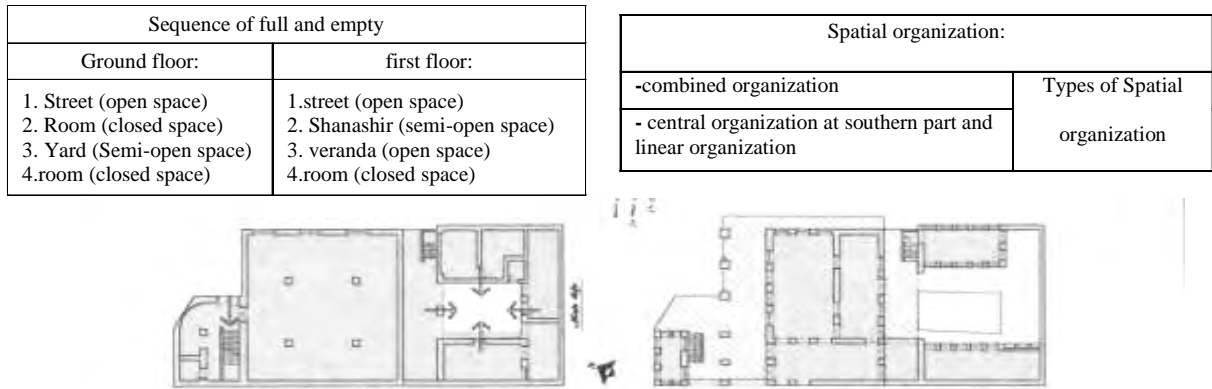 Sequence of full and empty
Ground floor:
first floor:
1. Street (open space)
2. Room (closed space)
3. Yard (Semi-open space)
4.room (closed space)
1.street (open space)
2. Shanashir (semi-open space)
3. veranda (open space)
4.room (closed space)
Spatial organization:
-combined organization
- central organization at southern part and
linear organization
Types of Spatial
organization